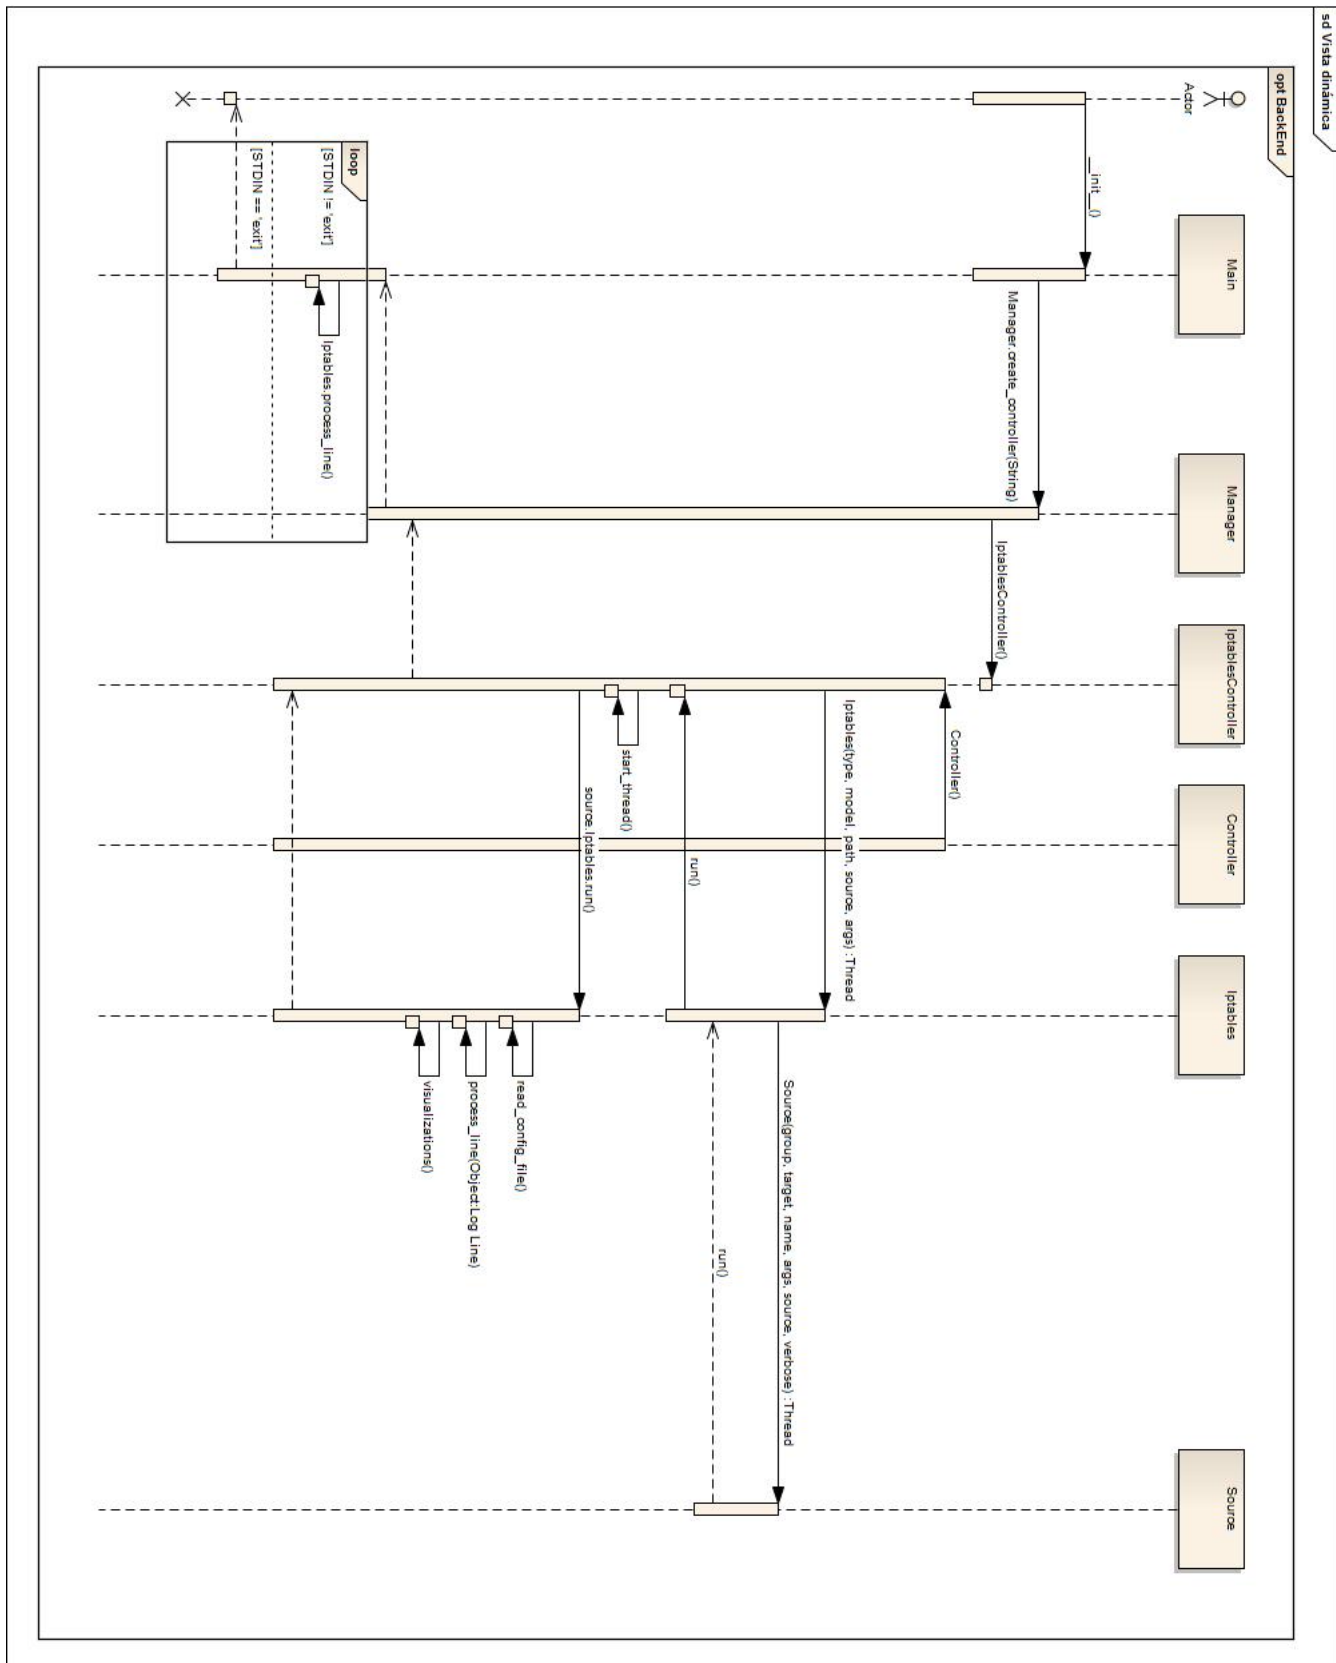 sd Vista dinámica
opt BackEnd
Actor
Main
Manager
IptablesController
Controller
Iptables
Source
__init__()
Manager.create_controller(String)
IptablesController()
Controller()
Iptables(type, model, path, source, args) :Thread
Source(group, target, name, args, source, verbose) :Thread
run()
run()
start_thread()
source.Iptables.run()
read_config_file()
process_line(Object:Log Line)
visualizations()
loop
[STDIN != 'exit']
Iptables.process_line()
[STDIN == 'exit']